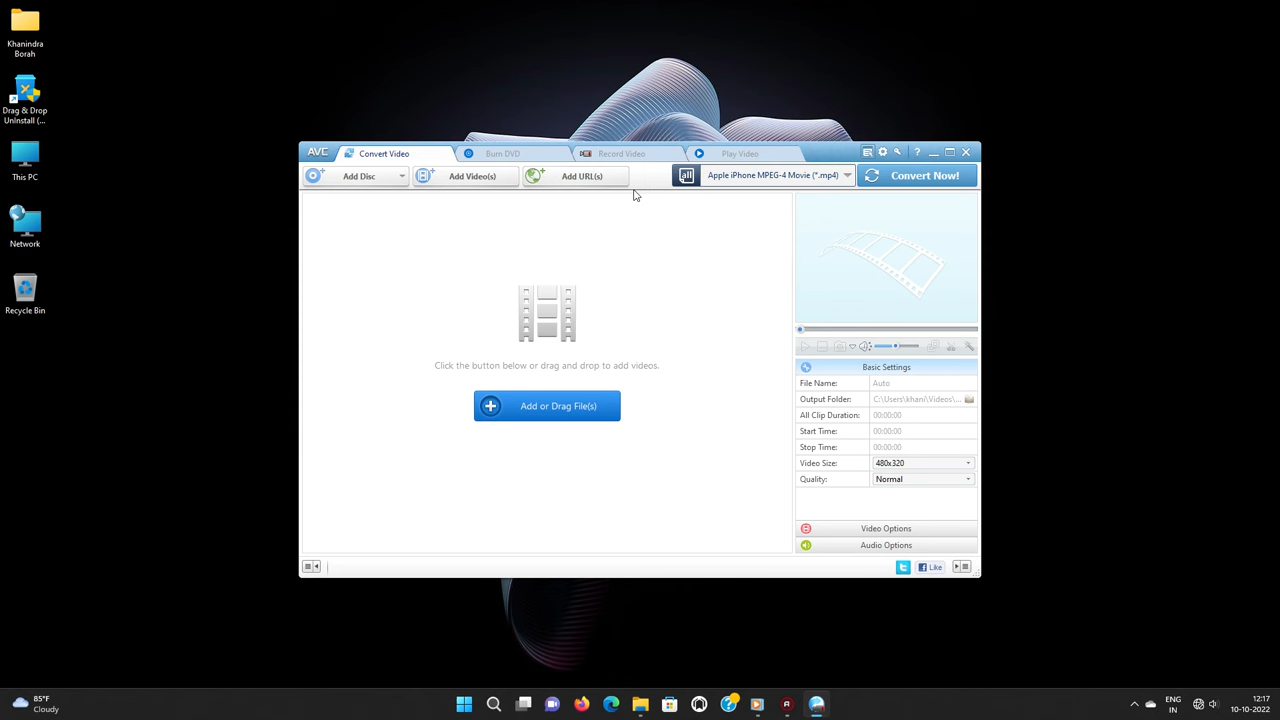 Khanindra
Borah
Drag & Drop
UnInstall (...
This PC
Network
Recycle Bin
AVC
Convert Video
Burn DVD
Record Video
Play Video
?
Add Disc
Add Video(s)
Add URL(s)
all
Apple iPhone MPEG-4 Movie (*.mp4)
Convert Now!
Click the button below or drag and drop to add videos.
Add or Drag File(s)
Basic Settings
File Name: Auto
Output Folder: C:\Users\khani\Videos\...
All Clip Duration: 00:00:00
Start Time: 00:00:00
Stop Time: 00:00:00
Video Size: 480x320
Quality: Normal
Video Options
Audio Options
Like
85°F
Cloudy
ENG
IN
12:17
10-10-2022